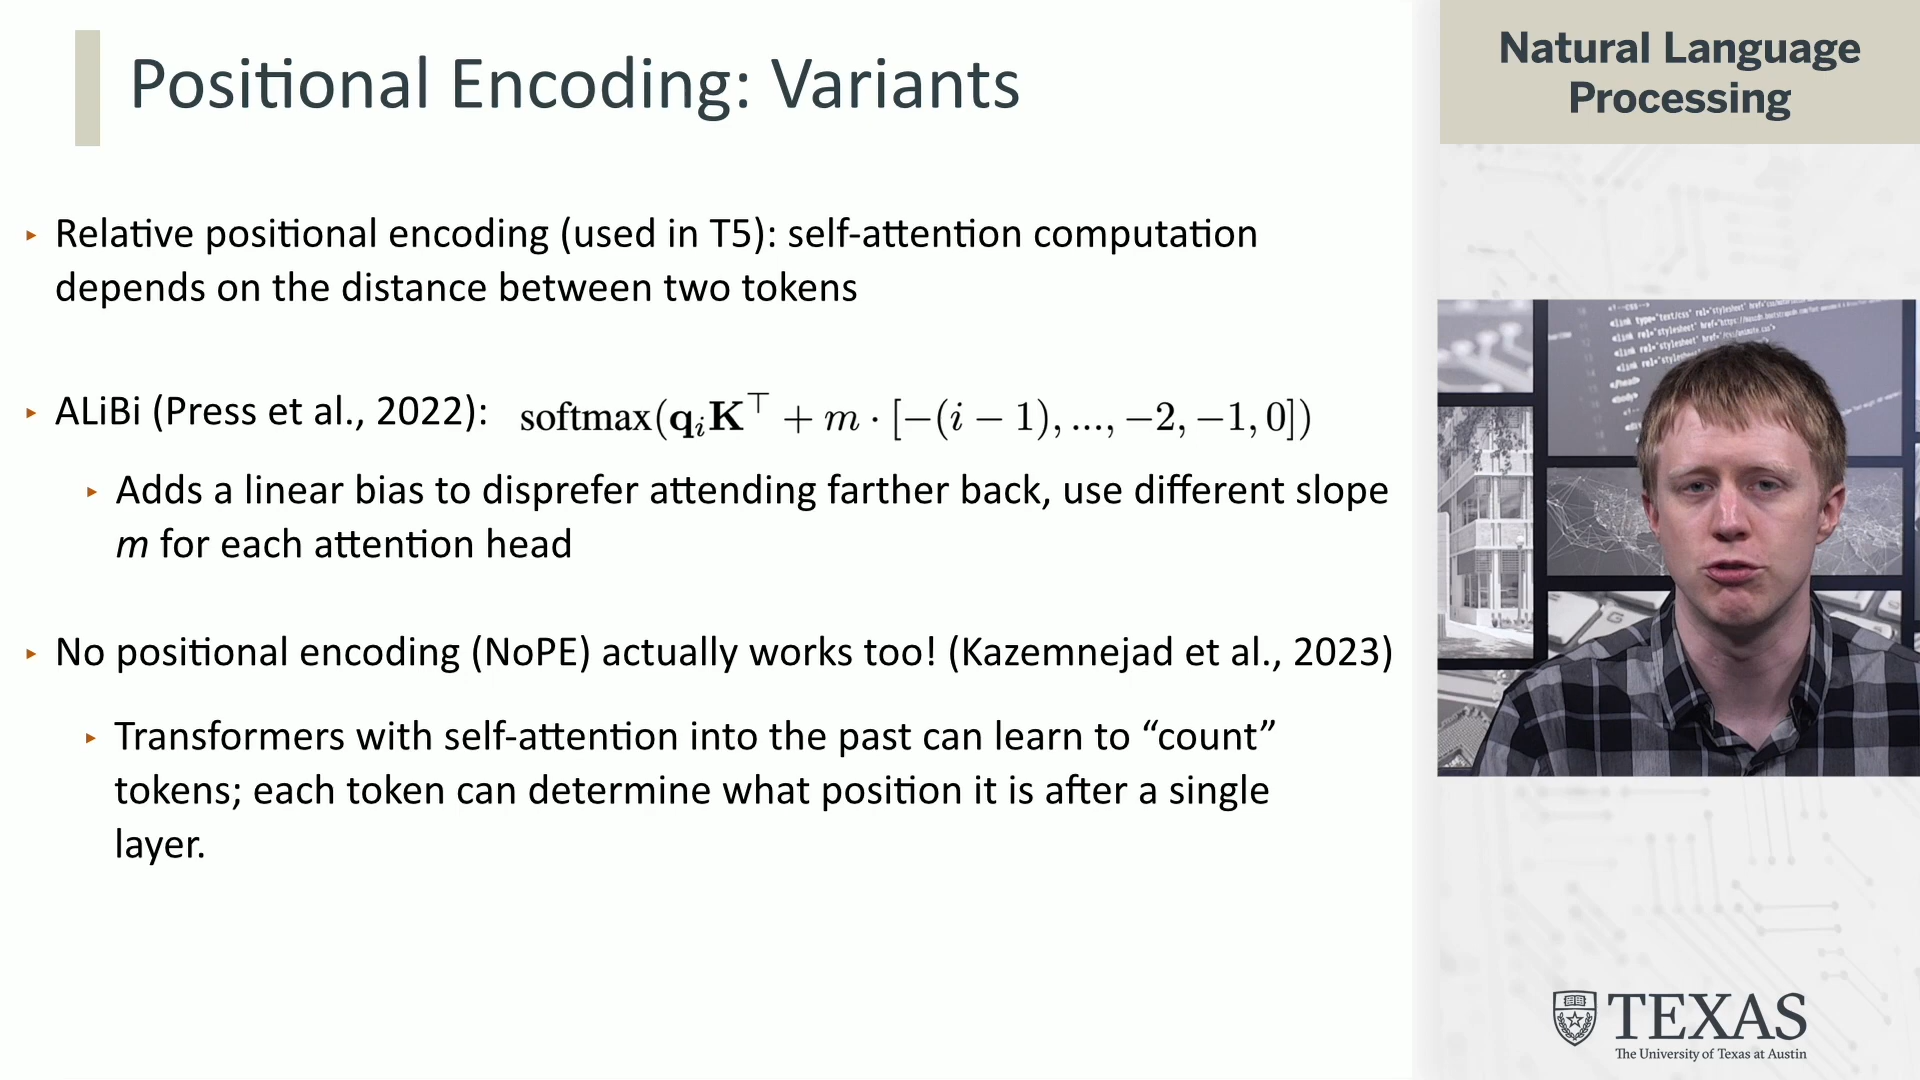 Positional Encoding: Variants
Natural Language
Processing
‣ Relative positional encoding (used in T5): self-attention computation
depends on the distance between two tokens
‣ ALiBi (Press et al., 2022): softmax(qᵢK⊤ + m · [−(i − 1), ..., −2, −1, 0])
‣ Adds a linear bias to disprefer attending farther back, use different slope
m for each attention head
‣ No positional encoding (NoPE) actually works too! (Kazemnejad et al., 2023)
‣ Transformers with self-attention into the past can learn to “count”
tokens; each token can determine what position it is after a single
layer.
TEXAS
The University of Texas at Austin